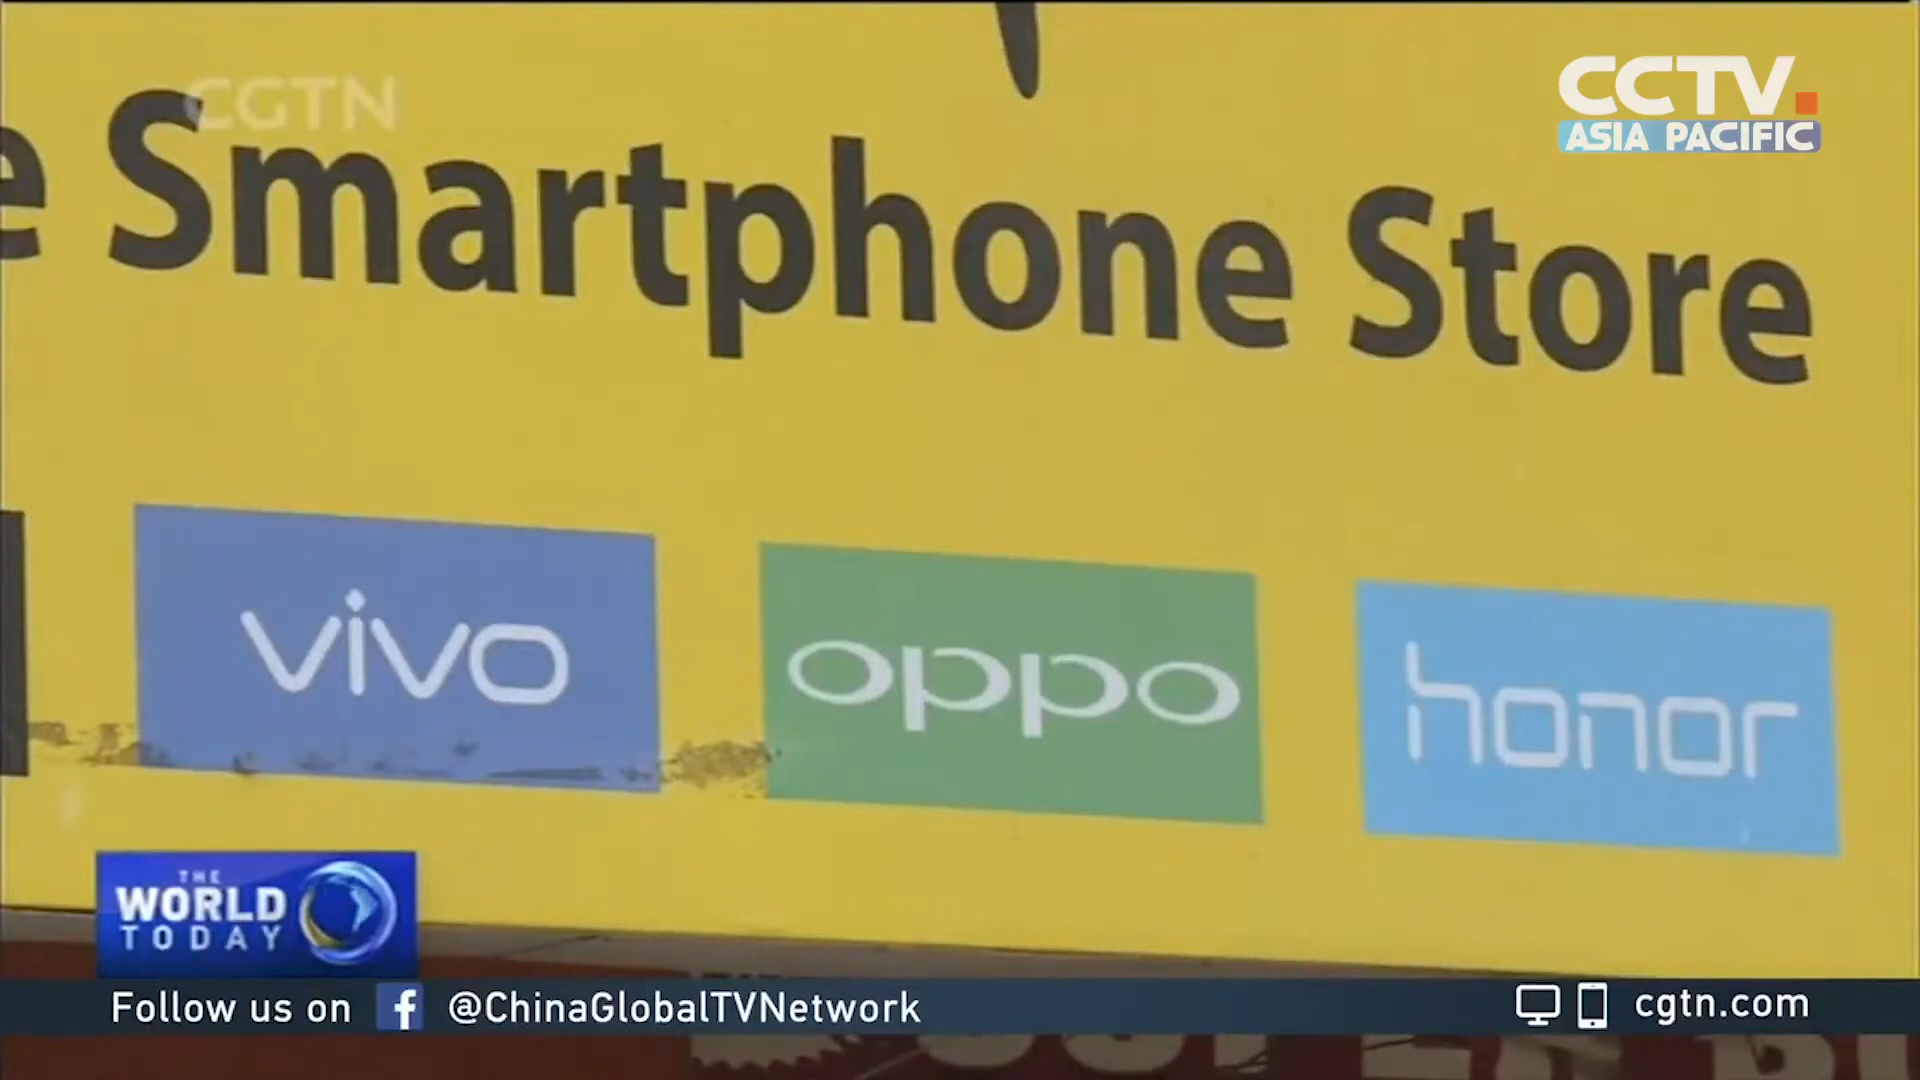 CGTN
CCTV.
ASIA PACIFIC
e Smartphone Store
vivo
oppo
honor
THE
WORLD
TODAY
Follow us on f @ChinaGlobalTVNetwork
cgtn.com